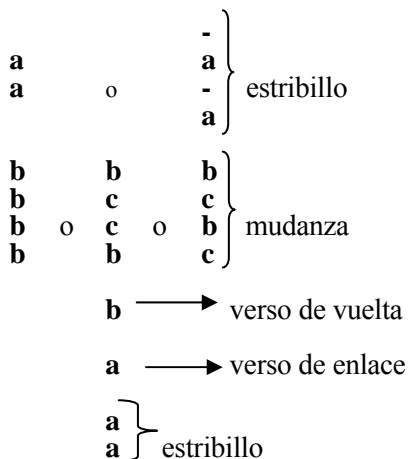 -
a a
a o - estribillo
a
b b b
b c c
b o c o b mudanza
b b c
b verso de vuelta
a verso de enlace
a
a estribillo